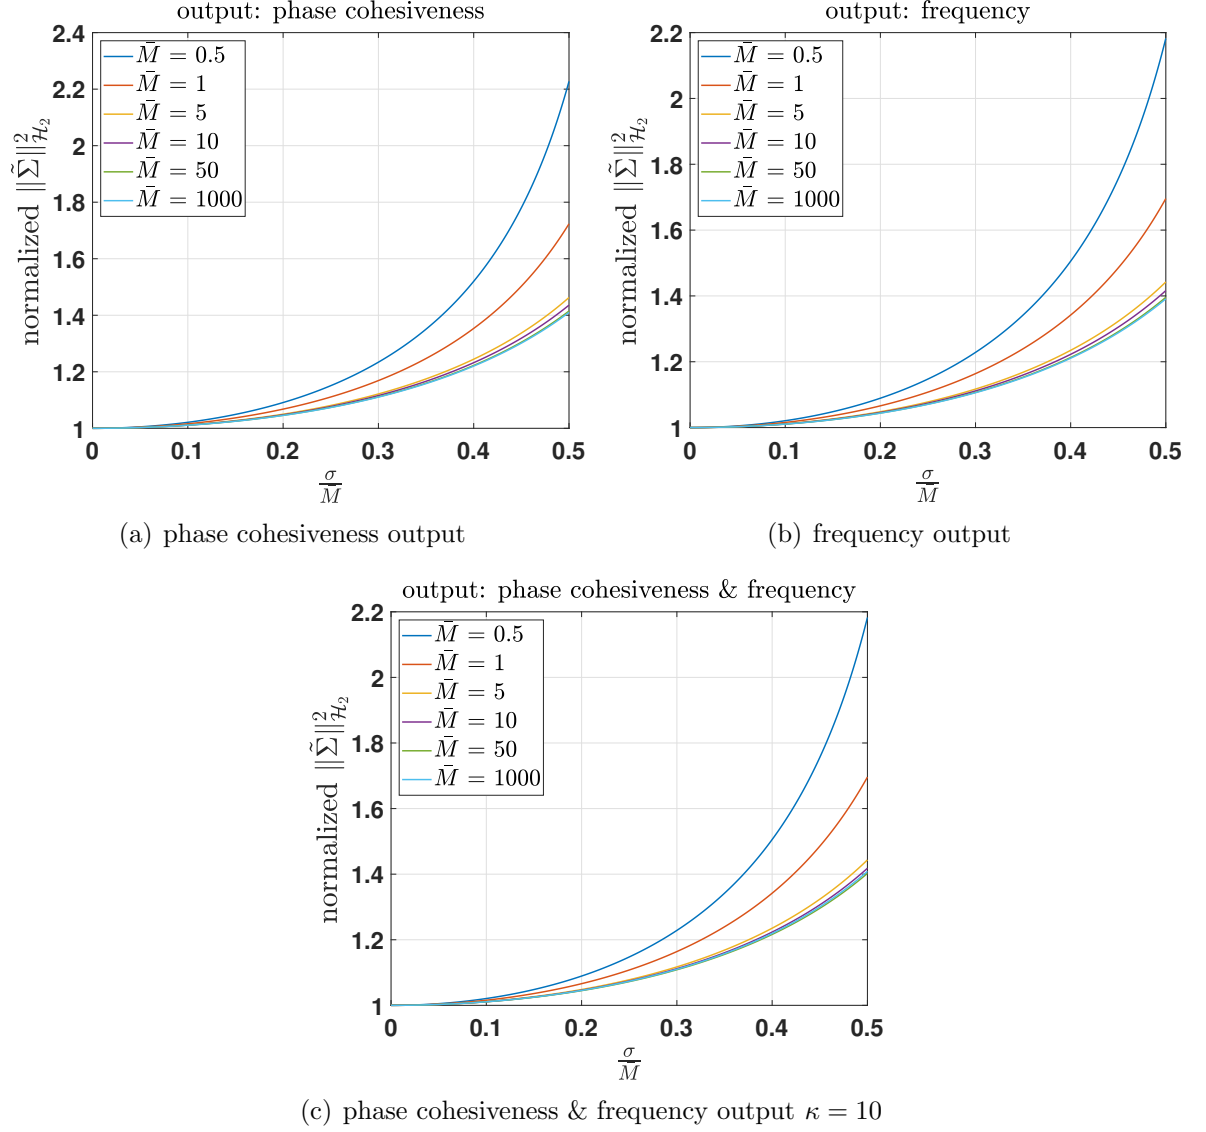 output: phase cohesiveness
normalized ||Σ̃||²_{ℋ₂}
2.4
2.2
2
1.8
1.6
1.4
1.2
1
M̄ = 0.5
M̄ = 1
M̄ = 5
M̄ = 10
M̄ = 50
M̄ = 1000
0 0.1 0.2 0.3 0.4 0.5
σ/M̄
(a) phase cohesiveness output
output: frequency
normalized ||Σ̃||²_{ℋ₂}
2.2
2
1.8
1.6
1.4
1.2
1
M̄ = 0.5
M̄ = 1
M̄ = 5
M̄ = 10
M̄ = 50
M̄ = 1000
0 0.1 0.2 0.3 0.4 0.5
σ/M̄
(b) frequency output
output: phase cohesiveness & frequency
normalized ||Σ̃||²_{ℋ₂}
2.2
2
1.8
1.6
1.4
1.2
1
M̄ = 0.5
M̄ = 1
M̄ = 5
M̄ = 10
M̄ = 50
M̄ = 1000
0 0.1 0.2 0.3 0.4 0.5
σ/M̄
(c) phase cohesiveness & frequency output κ = 10